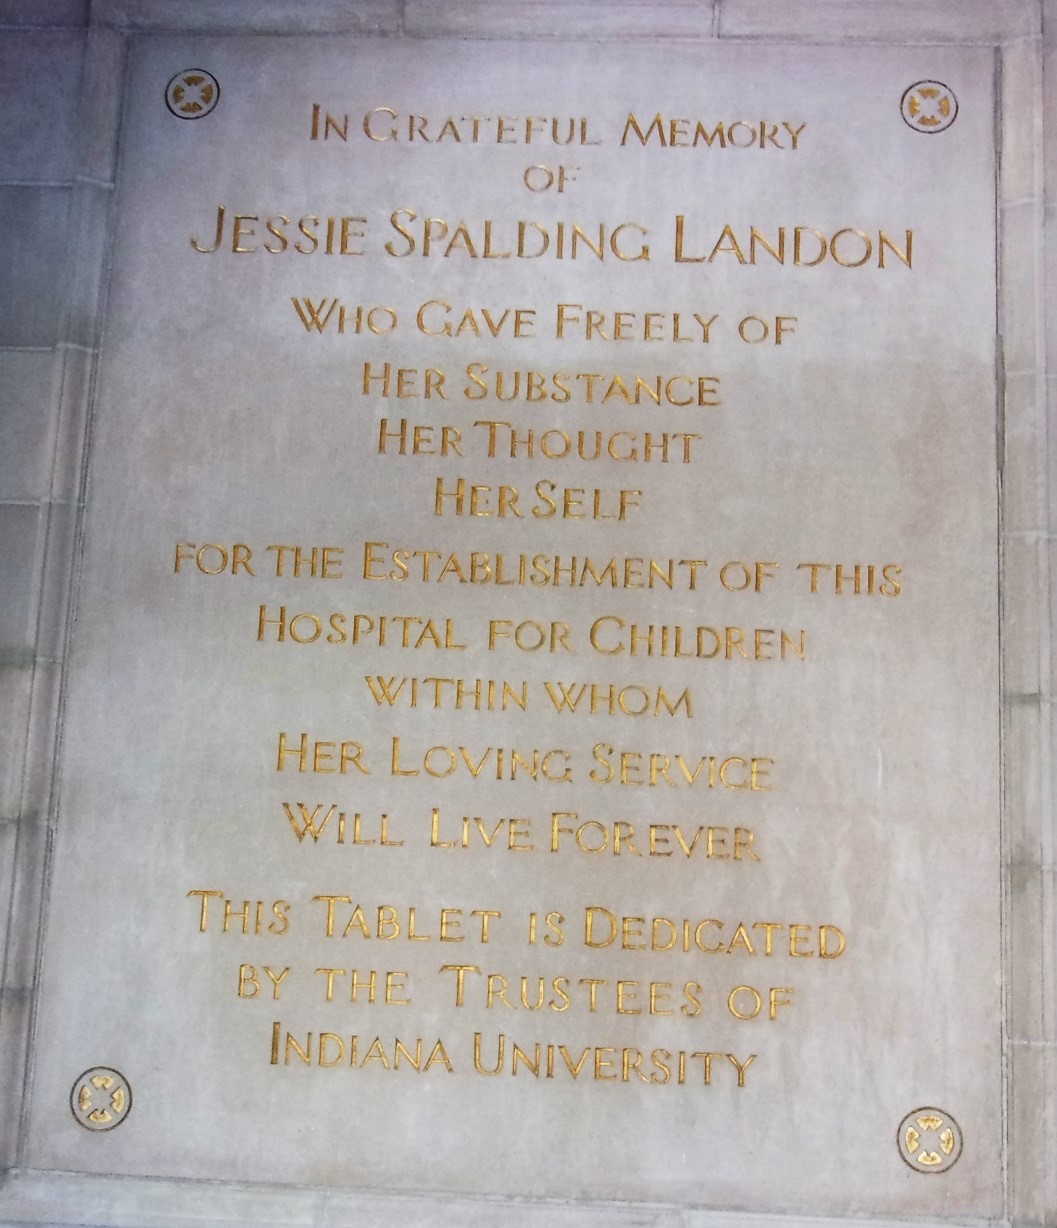 In Grateful Memory
of
Jessie Spalding Landon
Who Gave Freely of
Her Substance
Her Thought
Her Self
for the Establishment of this
Hospital for Children
within whom
Her Loving Service
Will Live Forever
This Tablet is Dedicated
by the Trustees of
Indiana University